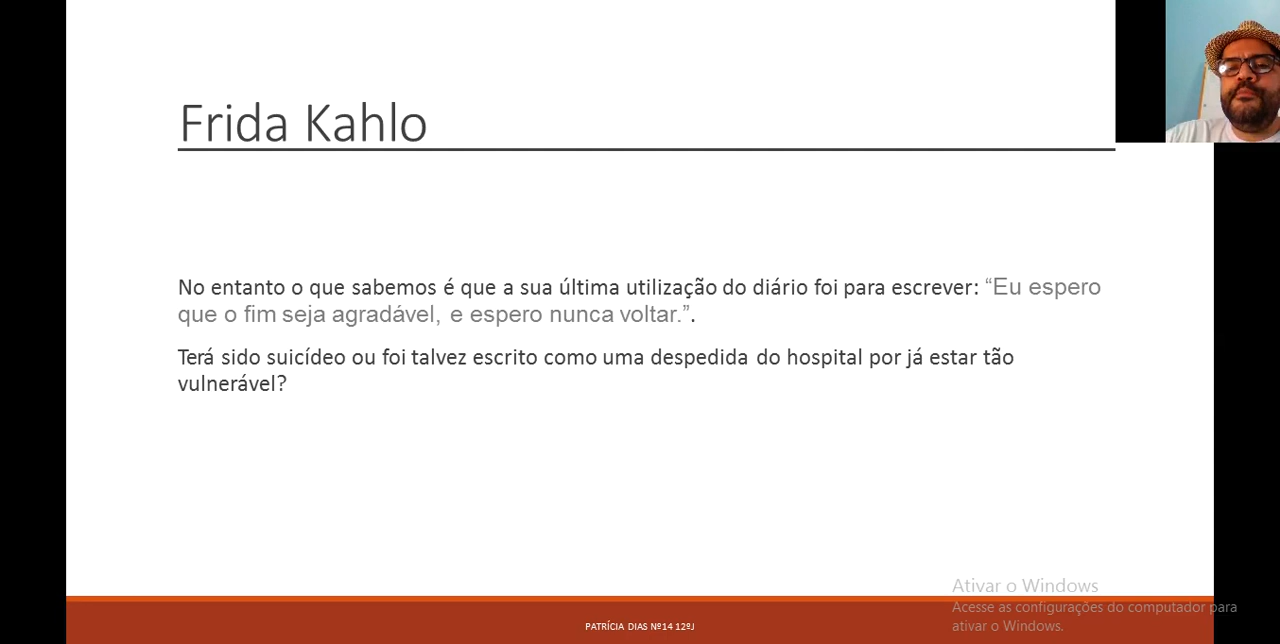 Frida Kahlo
No entanto o que sabemos é que a sua última utilização do diário foi para escrever: “Eu espero
que o fim seja agradável, e espero nunca voltar.”.
Terá sido suicídeo ou foi talvez escrito como uma despedida do hospital por já estar tão
vulnerável?
Ativar o Windows
Acesse as configurações do computador para
ativar o Windows.
PATRÍCIA DIAS Nº14 12ºJ